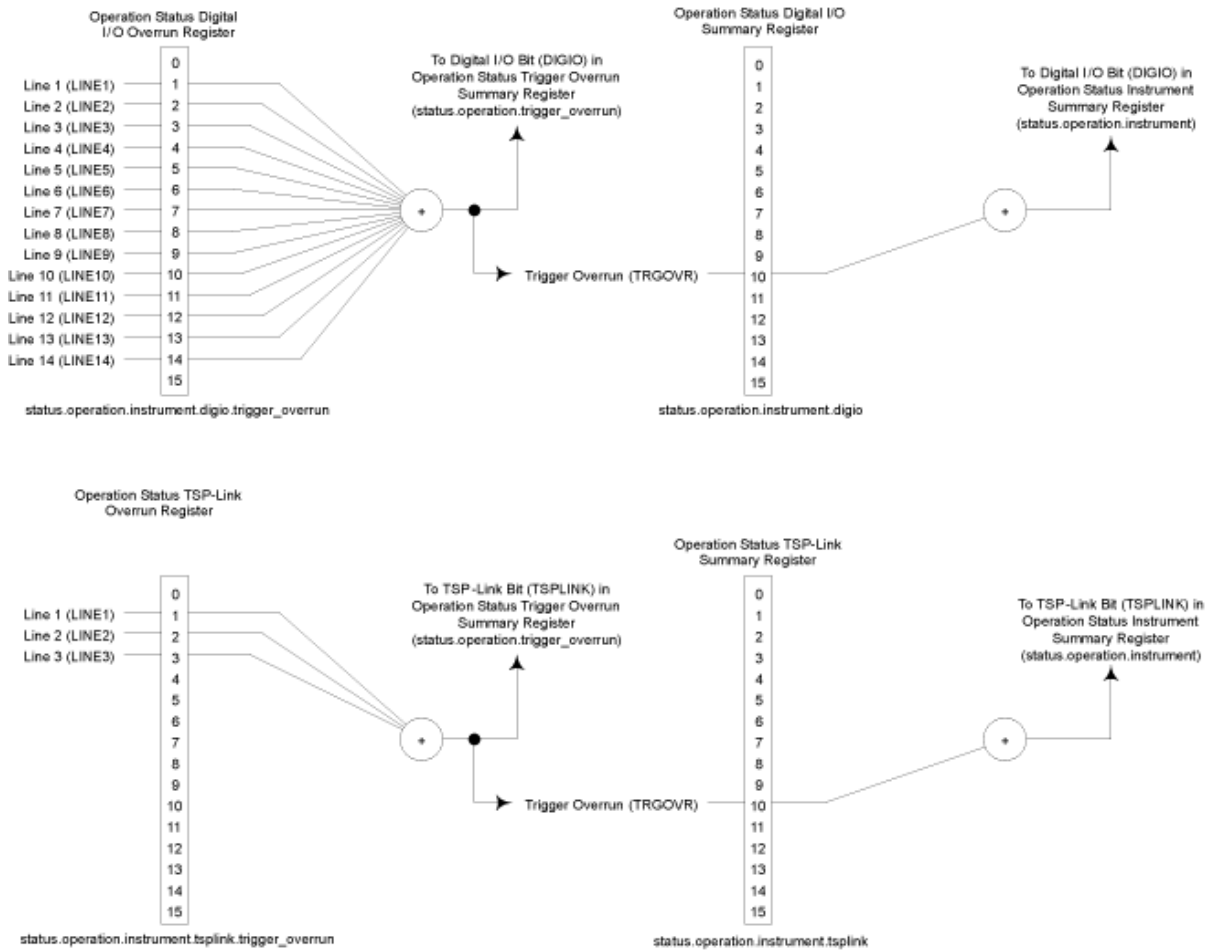 Operation Status Digital
I/O Overrun Register
0
Line 1 (LINE1) 1
Line 2 (LINE2) 2
Line 3 (LINE3) 3
Line 4 (LINE4) 4
Line 5 (LINE5) 5
Line 6 (LINE6) 6
Line 7 (LINE7) 7
Line 8 (LINE8) 8
Line 9 (LINE9) 9
Line 10 (LINE10) 10
Line 11 (LINE11) 11
Line 12 (LINE12) 12
Line 13 (LINE13) 13
Line 14 (LINE14) 14
15
status.operation.instrument.digio.trigger_overrun
+
To Digital I/O Bit (DIGIO) in
Operation Status Trigger Overrun
Summary Register
(status.operation.trigger_overrun)
Trigger Overrun (TRGOVR)
Operation Status Digital I/O
Summary Register
0
1
2
3
4
5
6
7
8
9
10
11
12
13
14
15
status.operation.instrument.digio
+
To Digital I/O Bit (DIGIO) in
Operation Status Instrument
Summary Register
(status.operation.instrument)
Operation Status TSP-Link
Overrun Register
0
Line 1 (LINE1) 1
Line 2 (LINE2) 2
Line 3 (LINE3) 3
4
5
6
7
8
9
10
11
12
13
14
15
status.operation.instrument.tsplink.trigger_overrun
+
To TSP-Link Bit (TSPLINK) in
Operation Status Trigger Overrun
Summary Register
(status.operation.trigger_overrun)
Trigger Overrun (TRGOVR)
Operation Status TSP-Link
Summary Register
0
1
2
3
4
5
6
7
8
9
10
11
12
13
14
15
status.operation.instrument.tsplink
+
To TSP-Link Bit (TSPLINK) in
Operation Status Instrument
Summary Register
(status.operation.instrument)